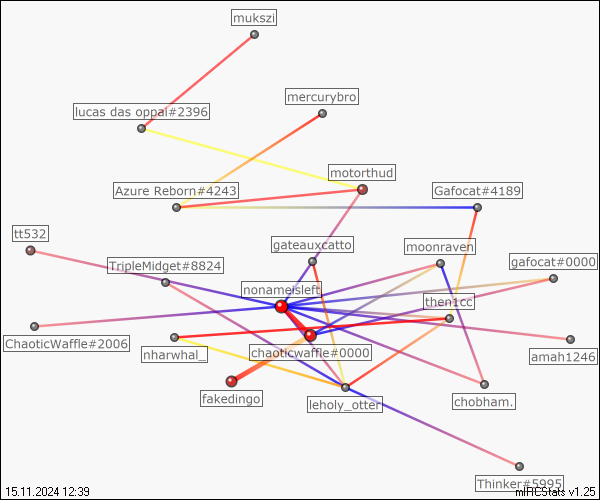 mukszi
mercurybro
lucas das oppai#2396
motorthud
Azure Reborn#4243
Gafocat#4189
tt532
gateauxcatto
moonraven
TripleMidget#8824
gafocat#0000
nonameisleft
then1cc
ChaoticWaffle#2006
nharwhal_
chaoticwaffle#0000
amah1246
fakedingo
leholy_otter
chobham.
Thinker#5995
15.11.2024 12:39
mIRCStats v1.25